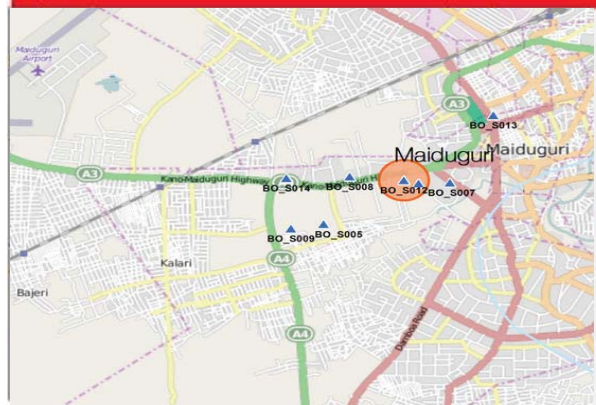 Maiduguri
Airport
A3
Maiduguri
BO_S013
Maiduguri
A3
Kano-Maiduguri Highway
BO_S014
BO_S008
BO_S012
BO_S007
BO_S009
BO_S005
A4
Kalari
Bajeri
A4
Damboa Road